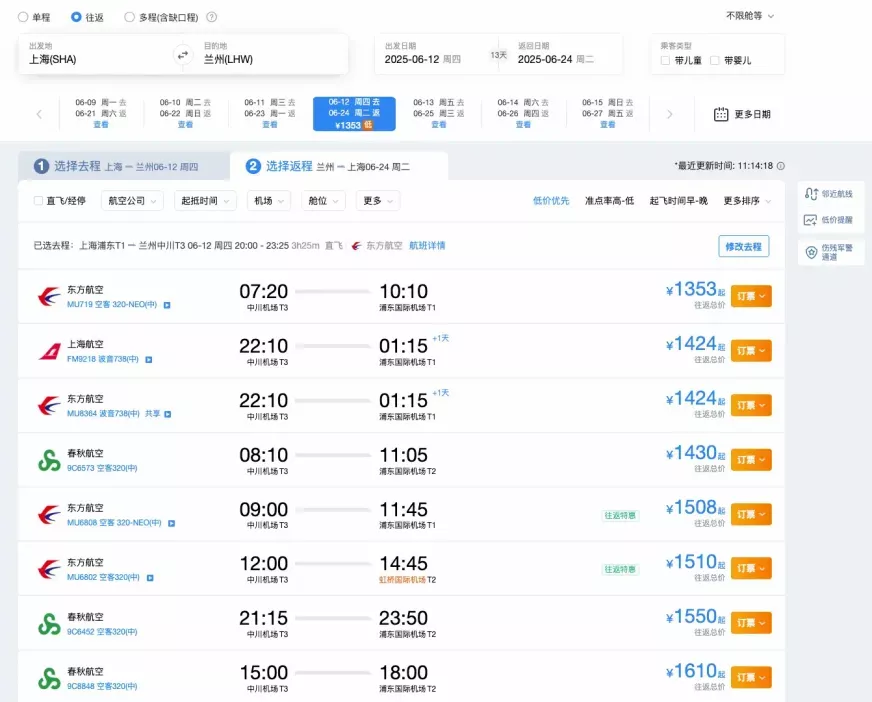 单程 往返 多程(含缺口程) ? 不限舱等
出发地 目的地 出发日期 返回日期 乘客类型
上海(SHA) 兰州(LHW) 2025-06-12 周四 13天 2025-06-24 周二 带儿童 带婴儿
06-09 周一 去 06-10 周二 去 06-11 周三 去 06-12 周四 去 06-13 周五 去 06-14 周六 去 06-15 周日 去
06-21 周六 返 06-22 周日 返 06-23 周一 返 06-24 周二 返 06-25 周三 返 06-26 周四 返 06-27 周五 返 更多日期
查看 查看 查看 ¥1353 低 查看 查看 查看
1 选择去程 上海 一 兰州06-12 周四 2 选择返程 兰州 一 上海06-24 周二 *最近更新时间: 11:14:18
直飞/经停 航空公司 起抵时间 机场 舱位 更多 低价优先 准点率高-低 起飞时间早-晚 更多排序
邻近航线
低价提醒
伤残军警
通道
已选去程: 上海浦东T1 一 兰州中川T3 06-12 周四 20:00 - 23:25 3h25m 直飞 东方航空 航班详情 修改去程
东方航空 07:20 10:10 ¥1353起 订票
MU719 空客 320-NEO(中) 中川机场T3 浦东国际机场 T1 往返总价
上海航空 22:10 01:15 +1天 ¥1424起 订票
FM9218 波音738(中) 中川机场T3 浦东国际机场 T1 往返总价
东方航空 22:10 01:15 +1天 ¥1424起 订票
MU8364 波音738(中) 共享 中川机场T3 浦东国际机场 T1 往返总价
春秋航空 08:10 11:05 ¥1430起 订票
9C6573 空客320(中) 中川机场T3 浦东国际机场 T2 往返总价
东方航空 09:00 11:45 往返特惠 ¥1508起 订票
MU6808 空客 320-NEO(中) 中川机场T3 浦东国际机场 T1 往返总价
东方航空 12:00 14:45 往返特惠 ¥1510起 订票
MU6802 空客320(中) 中川机场T3 虹桥国际机场 T2 往返总价
春秋航空 21:15 23:50 ¥1550起 订票
9C6452 空客320(中) 中川机场T3 浦东国际机场 T2 往返总价
春秋航空 15:00 18:00 ¥1610起 订票
9C8848 空客320(中) 中川机场T3 浦东国际机场 T2 往返总价